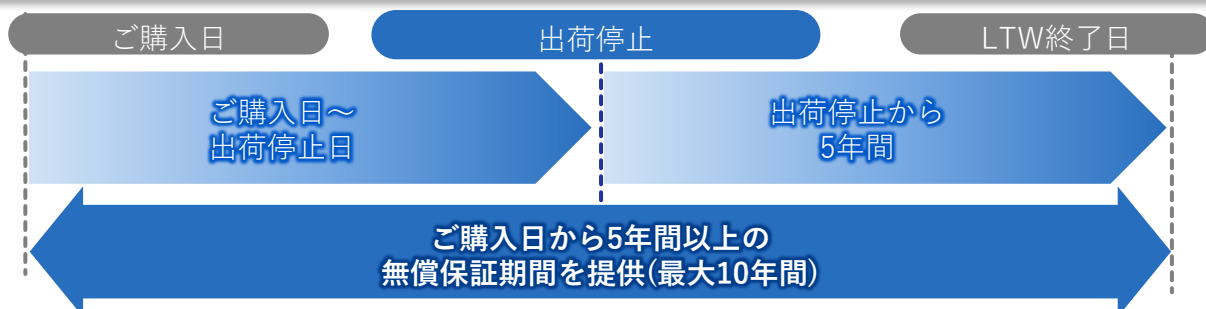 ご購入日
出荷停止
LTW終了日
ご購入日～
出荷停止日
出荷停止から
5年間
ご購入日から5年間以上の
無償保証期間を提供(最大10年間)